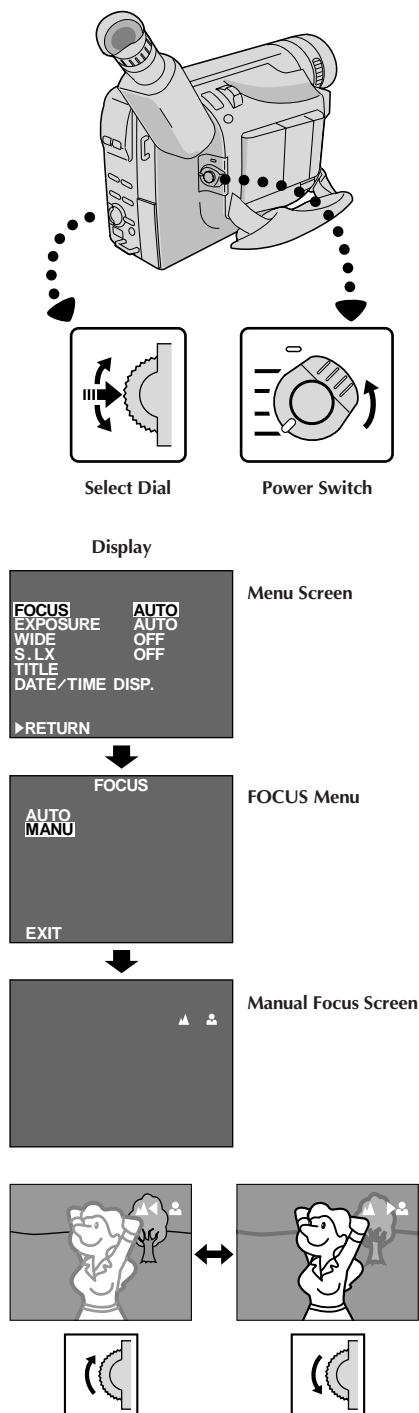 Select Dial
Power Switch
Display
FOCUS AUTO
EXPOSURE AUTO
WIDE OFF
S.LX OFF
TITLE
DATE/TIME DISP.
▶RETURN
Menu Screen
FOCUS
AUTO
MANU
EXIT
FOCUS Menu
Manual Focus Screen